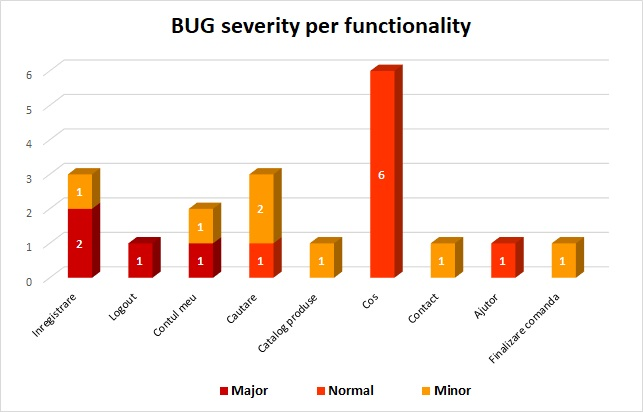 BUG severity per functionality
6
5
4
3
2
1
0
1
2
1
1
1
2
1
1
6
1
1
1
Inregistrare
Logout
Contul meu
Cautare
Catalog produse
Cos
Contact
Ajutor
Finalizare comanda
Major Normal Minor